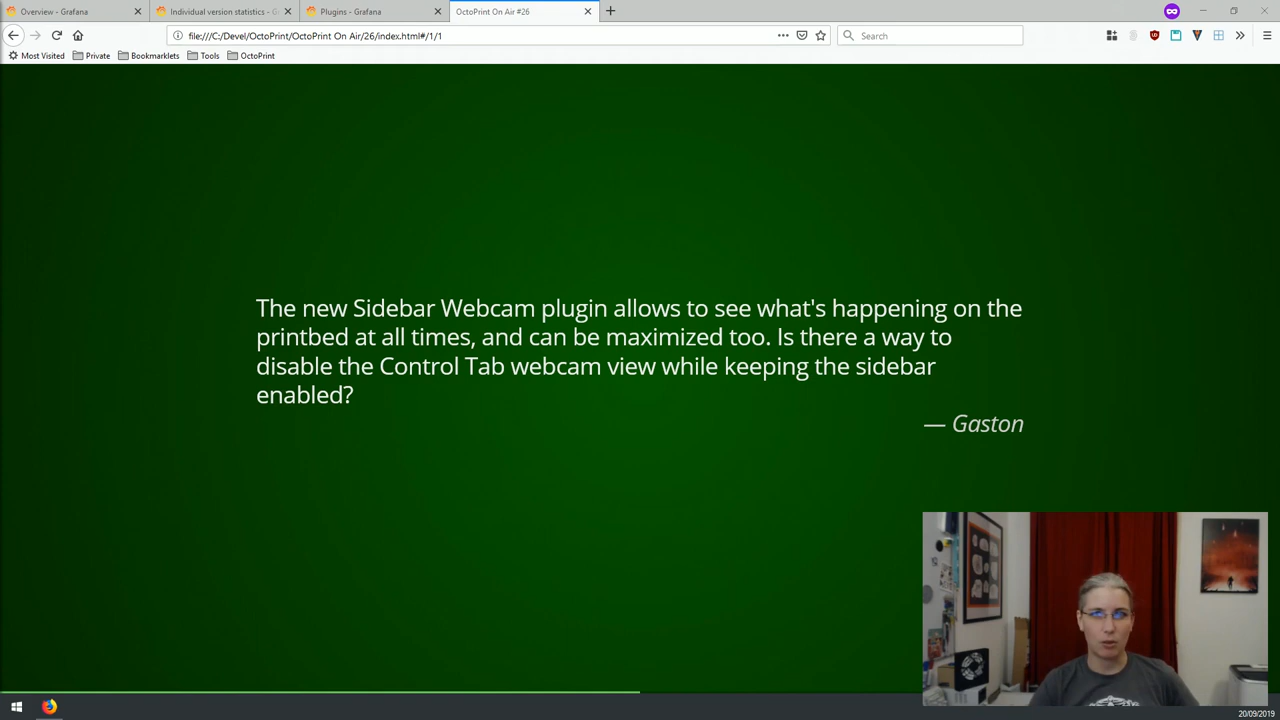 Overview - Grafana
Individual version statistics - G
Plugins - Grafana
OctoPrint On Air #26
file:///C:/Devel/OctoPrint/OctoPrint On Air/26/index.html#/1/1
Search
Most Visited
Private
Bookmarklets
Tools
OctoPrint
The new Sidebar Webcam plugin allows to see what's happening on the
printbed at all times, and can be maximized too. Is there a way to
disable the Control Tab webcam view while keeping the sidebar
enabled?
— Gaston
20/09/2019